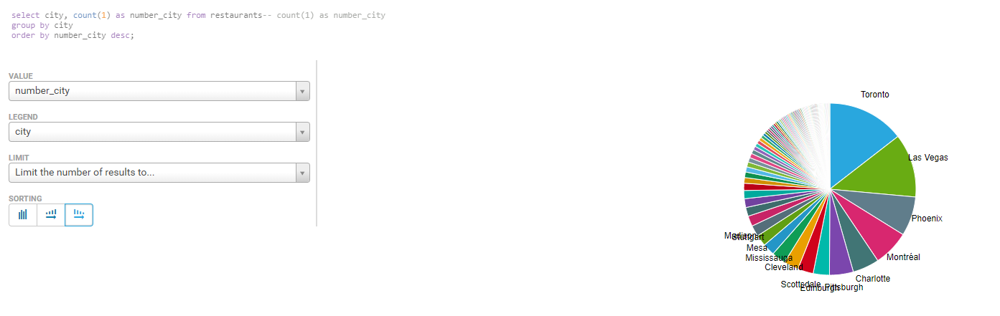 select city, count(1) as number_city from restaurants-- count(1) as number_city
group by city
order by number_city desc;
VALUE
number_city
LEGEND
city
LIMIT
Limit the number of results to...
SORTING
Toronto
Las Vegas
Phoenix
Montréal
Charlotte
Pittsburgh
Edinburgh
Scottsdale
Cleveland
Mississauga
Mesa
Stuttgart
Madison